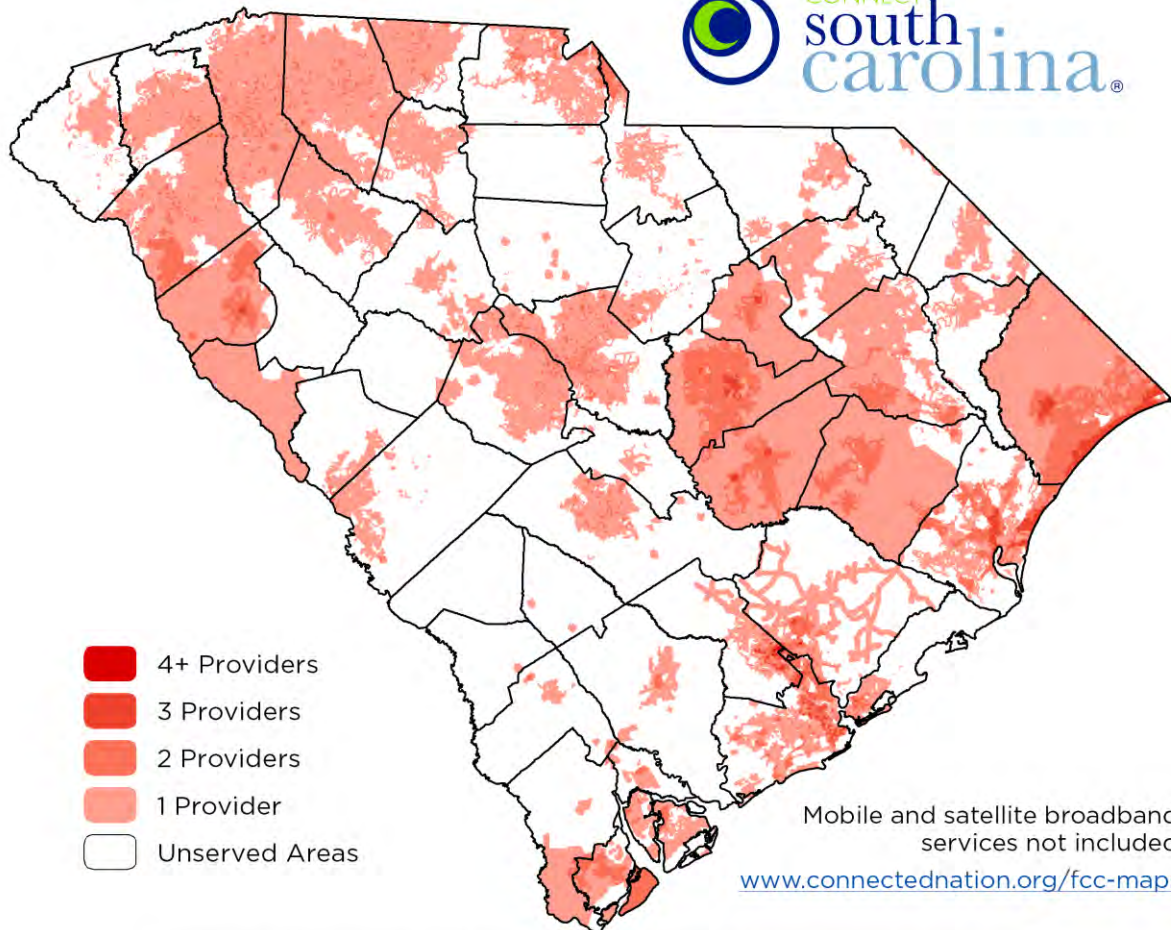 CONNECT
south
carolina®
4+ Providers
3 Providers
2 Providers
1 Provider
Unserved Areas
Mobile and satellite broadband
services not included
www.connectednation.org/fcc-map